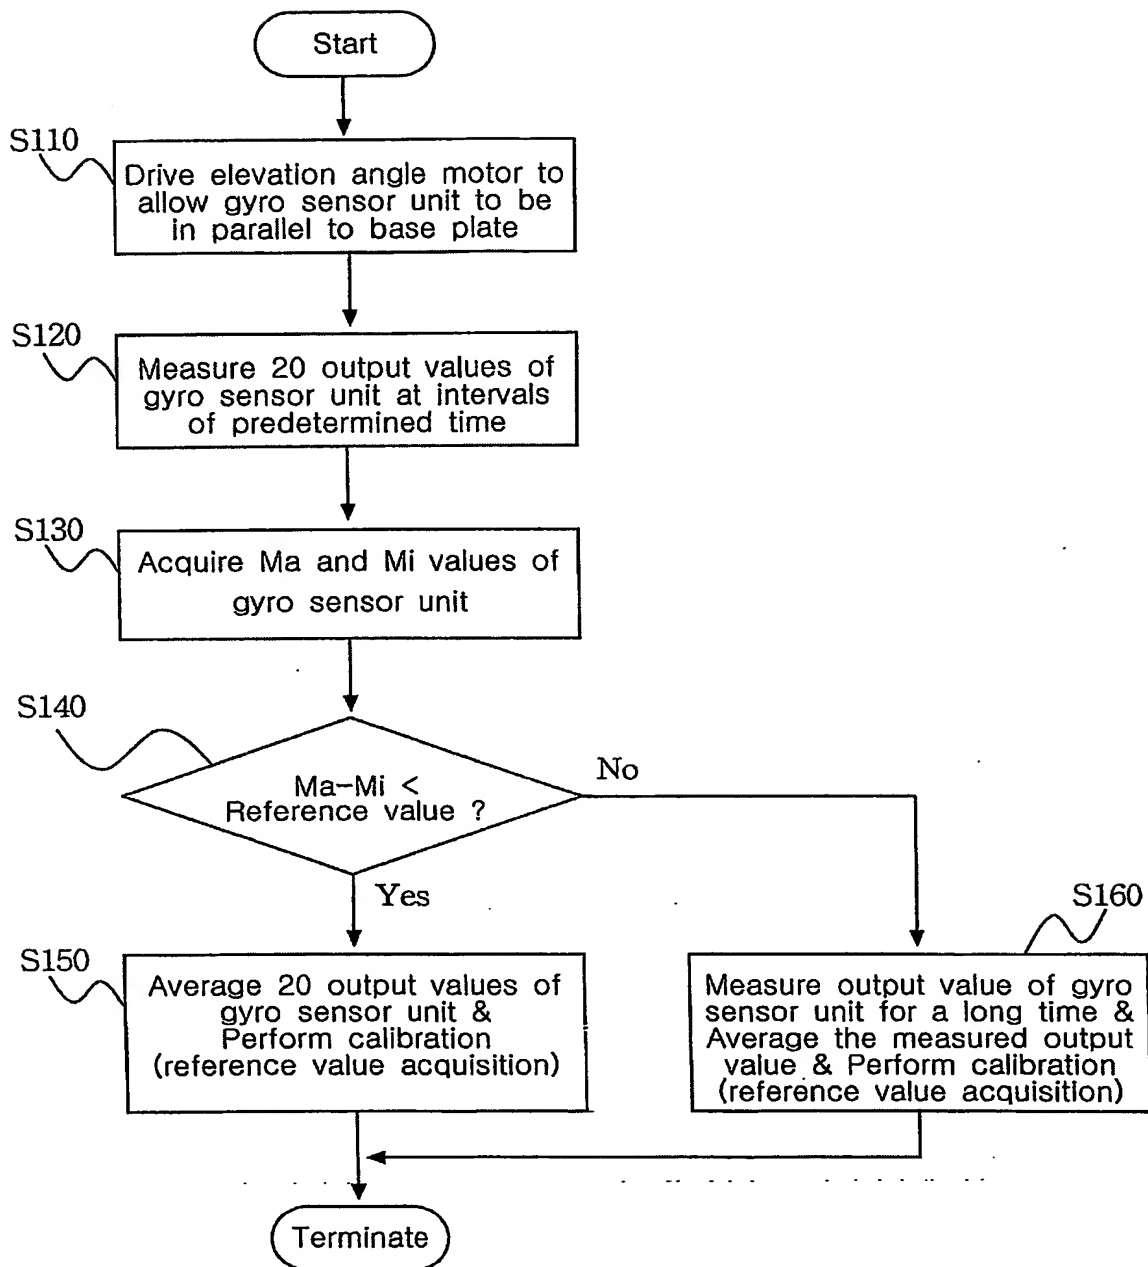 Start
S110
Drive elevation angle motor to
allow gyro sensor unit to be
in parallel to base plate
S120
Measure 20 output values of
gyro sensor unit at intervals
of predetermined time
S130
Acquire Ma and Mi values of
gyro sensor unit
S140
Ma-Mi <
Reference value ?
No
Yes
S150
Average 20 output values of
gyro sensor unit &
Perform calibration
(reference value acquisition)
S160
Measure output value of gyro
sensor unit for a long time &
Average the measured output
value & Perform calibration
(reference value acquisition)
Terminate